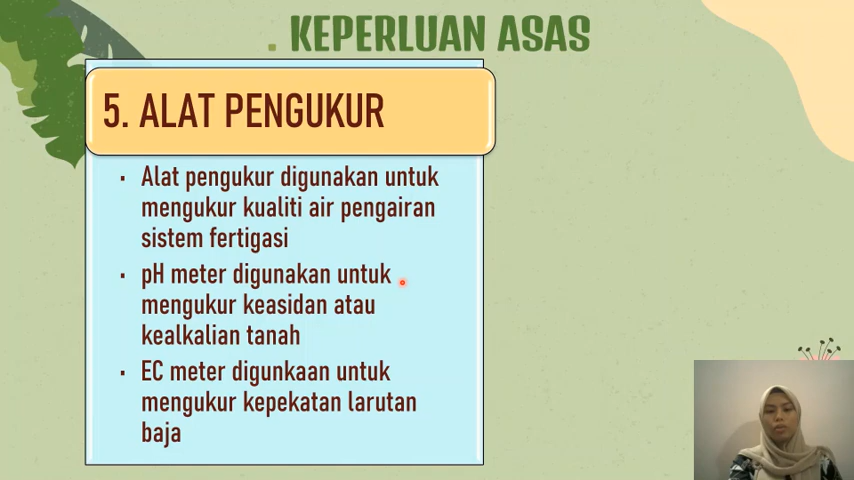 . KEPERLUAN ASAS
5. ALAT PENGUKUR
▪ Alat pengukur digunakan untuk
mengukur kualiti air pengairan
sistem fertigasi
▪ pH meter digunakan untuk
mengukur keasidan atau
kealkalian tanah
▪ EC meter digunkaan untuk
mengukur kepekatan larutan
baja